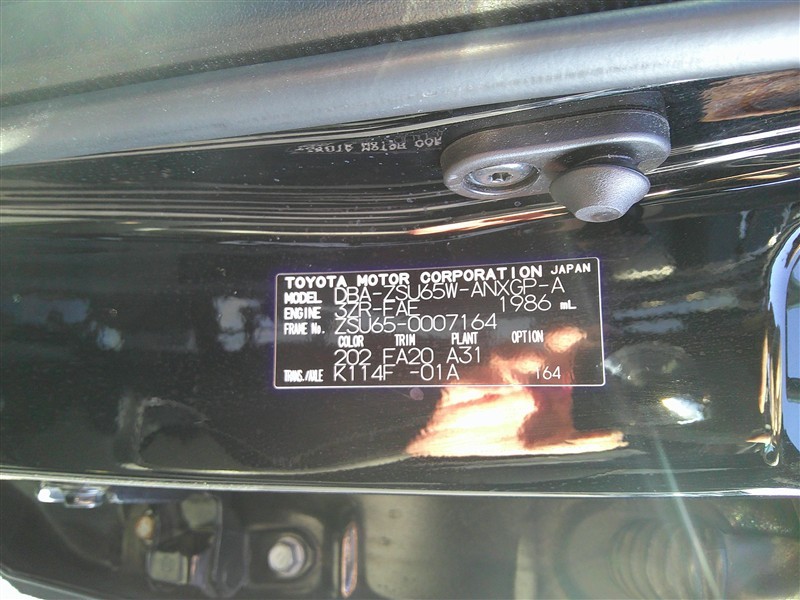 TOYOTA MOTOR CORPORATION JAPAN
MODEL DBA-ZSU65W-ANXGP-A
ENGINE 3ZR-FAE 1986 mL
FRAME No. ZSU65-0007164
COLOR TRIM PLANT OPTION
202 FA20 A31
TRANS./AXLE K114F -01A 164